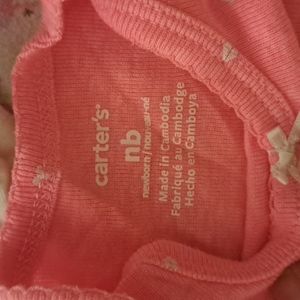 carter's®
nb
newborn / nouveau-né
Made in Cambodia
Fabriqué au Cambodge
Hecho en Camboya